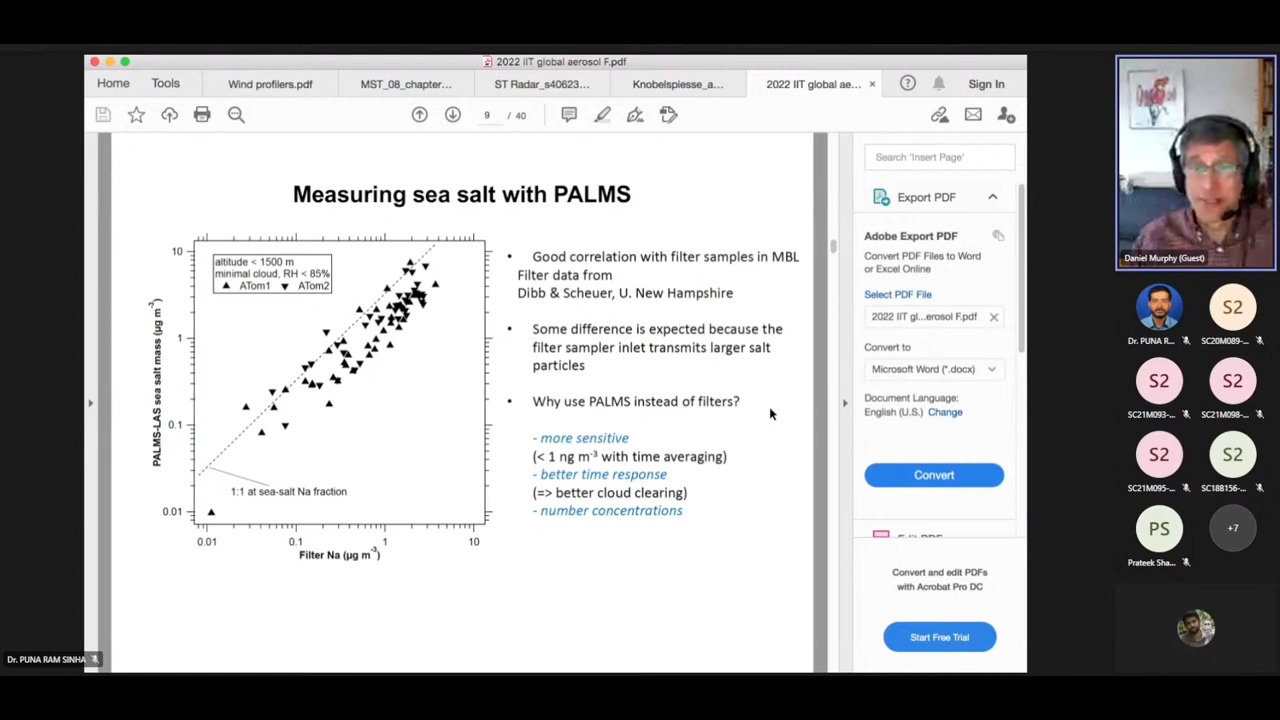 2022 IIT global aerosol F.pdf
Home
Tools
Wind profilers.pdf
MST_08_chapter...
ST Radar_s40623...
Knobelspiesse_a...
2022 IIT global ae...
Sign In
9 / 40
Measuring sea salt with PALMS
altitude < 1500 m
minimal cloud, RH < 85%
ATom1 ATom2
10
1
0.1
0.01
PALMS-LAS sea salt mass (µg m⁻³)
1:1 at sea-salt Na fraction
0.01 0.1 1 10
Filter Na (µg m⁻³)
• Good correlation with filter samples in MBL
Filter data from
Dibb & Scheuer, U. New Hampshire
• Some difference is expected because the
filter sampler inlet transmits larger salt
particles
• Why use PALMS instead of filters?
- more sensitive
(< 1 ng m⁻³ with time averaging)
- better time response
(=> better cloud clearing)
- number concentrations
Search 'Insert Page'
Export PDF
Adobe Export PDF
Convert PDF Files to Word
or Excel Online
Select PDF File
2022 IIT gl...erosol F.pdf
Convert to
Microsoft Word (*.docx)
Document Language:
English (U.S.) Change
Convert
Edit PDF
Convert and edit PDFs
with Acrobat Pro DC
Start Free Trial
Daniel Murphy (Guest)
Dr. PUNA R...
S2
SC20M089-...
S2
SC21M093-...
S2
SC21M098-...
S2
SC21M095-...
S2
SC18B156-...
PS
Prateek Sha...
+7
Dr. PUNA RAM SINHA